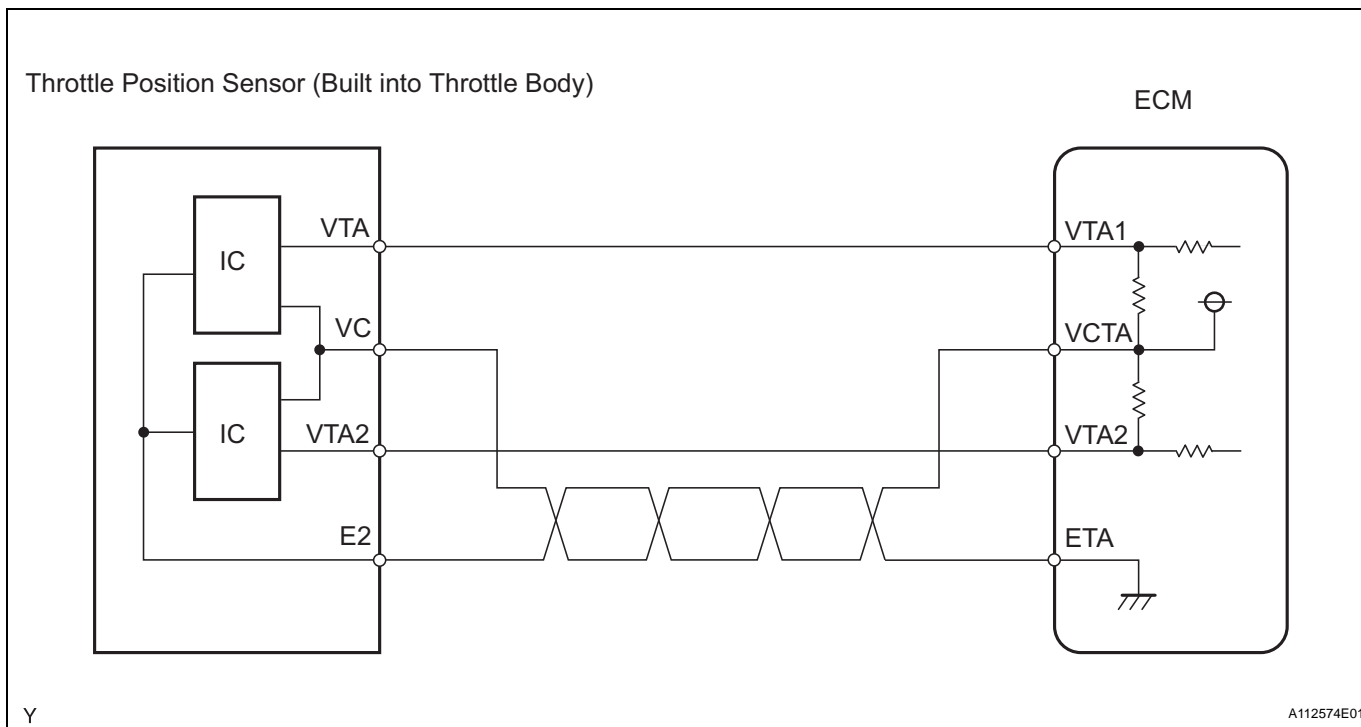 Throttle Position Sensor (Built into Throttle Body)
ECM
VTA
VTA1
IC
VC
VCTA
IC
VTA2
VTA2
E2
ETA
Y
A112574E01